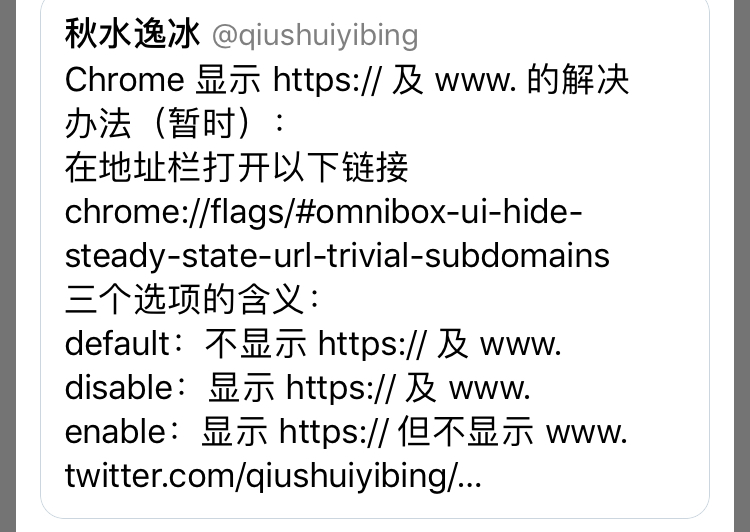 秋水逸冰 @qiushuiyibing
Chrome 显示 https:// 及 www. 的解决
办法（暂时）：
在地址栏打开以下链接
chrome://flags/#omnibox-ui-hide-
steady-state-url-trivial-subdomains
三个选项的含义：
default： 不显示 https:// 及 www.
disable： 显示 https:// 及 www.
enable： 显示 https:// 但不显示 www.
twitter.com/qiushuiyibing/...